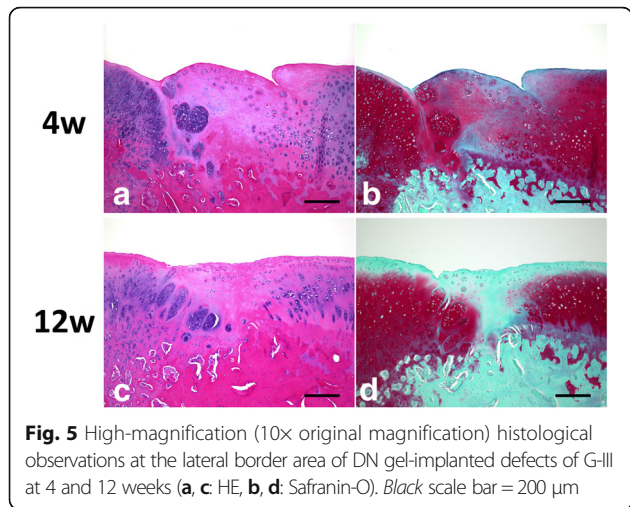 4w
a
b
12w
c
d
Fig. 5 High-magnification (10× original magnification) histological
observations at the lateral border area of DN gel-implanted defects of G-III
at 4 and 12 weeks (a, c: HE, b, d: Safranin-O). Black scale bar = 200 μm